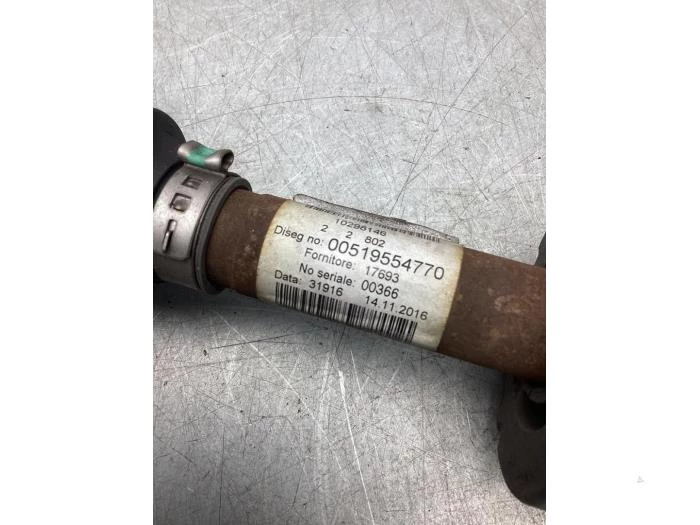 10298146
2 2 802
Diseg no: 00519554770
Fornitore: 17693
No seriale: 00366
Data: 31916 14.11.2016